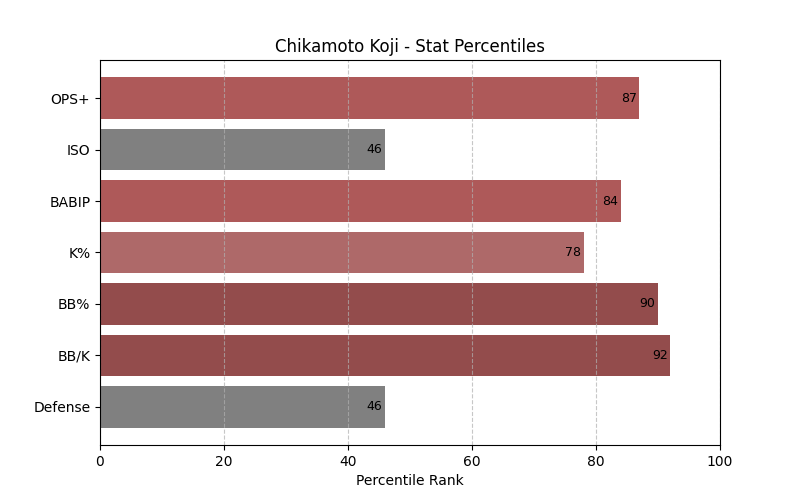 Chikamoto Koji - Stat Percentiles
OPS+ 87
ISO 46
BABIP 84
K% 78
BB% 90
BB/K 92
Defense 46
0 20 40 60 80 100
Percentile Rank